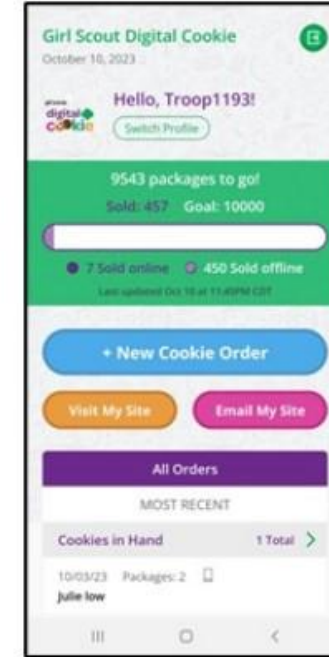 Girl Scout Digital Cookie
October 10, 2023
digital
cookie
Hello, Troop1193!
Switch Profile
9543 packages to go!
Sold: 457 Goal: 10000
7 Sold online 450 Sold offline
Last updated Oct 10 at 11:45PM CDT
+ New Cookie Order
Visit My Site Email My Site
All Orders
MOST RECENT
Cookies in Hand 1 Total
10/03/23 Packages: 2
Julie low